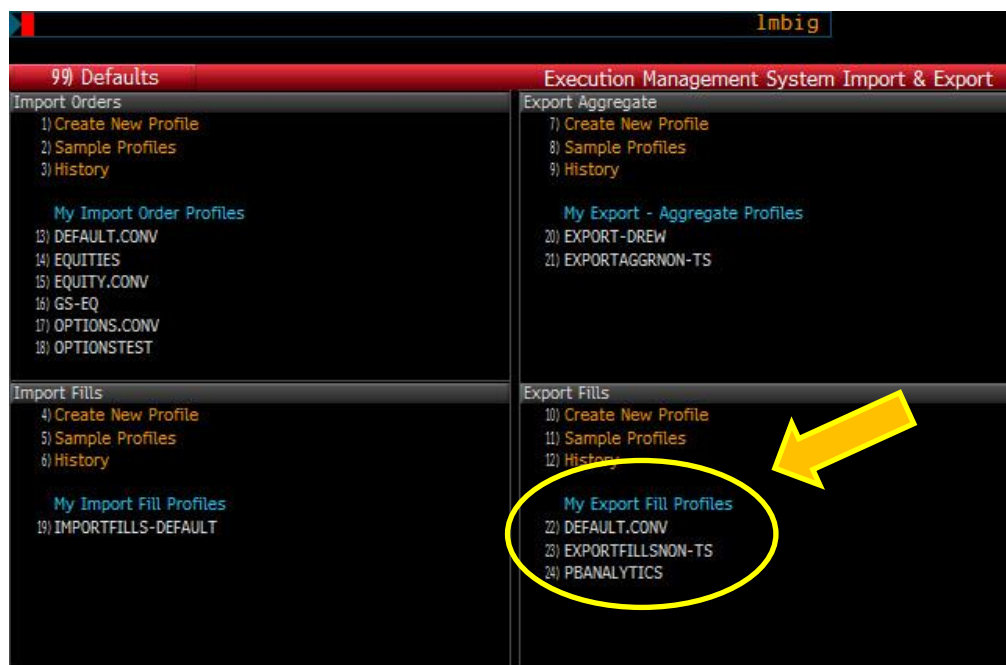 lmbig
99) Defaults
Execution Management System Import & Export
Import Orders
1) Create New Profile
2) Sample Profiles
3) History
My Import Order Profiles
13) DEFAULT.CONV
14) EQUITIES
15) EQUITY.CONV
16) GS-EQ
17) OPTIONS.CONV
18) OPTIONSTEST
Export Aggregate
7) Create New Profile
8) Sample Profiles
9) History
My Export - Aggregate Profiles
20) EXPORT-DREW
21) EXPORTAGGRNON-TS
Import Fills
4) Create New Profile
5) Sample Profiles
6) History
My Import Fill Profiles
19) IMPORTFILLS-DEFAULT
Export Fills
10) Create New Profile
11) Sample Profiles
12) History
My Export Fill Profiles
22) DEFAULT.CONV
23) EXPORTFILLSNON-TS
24) PBANALYTICS